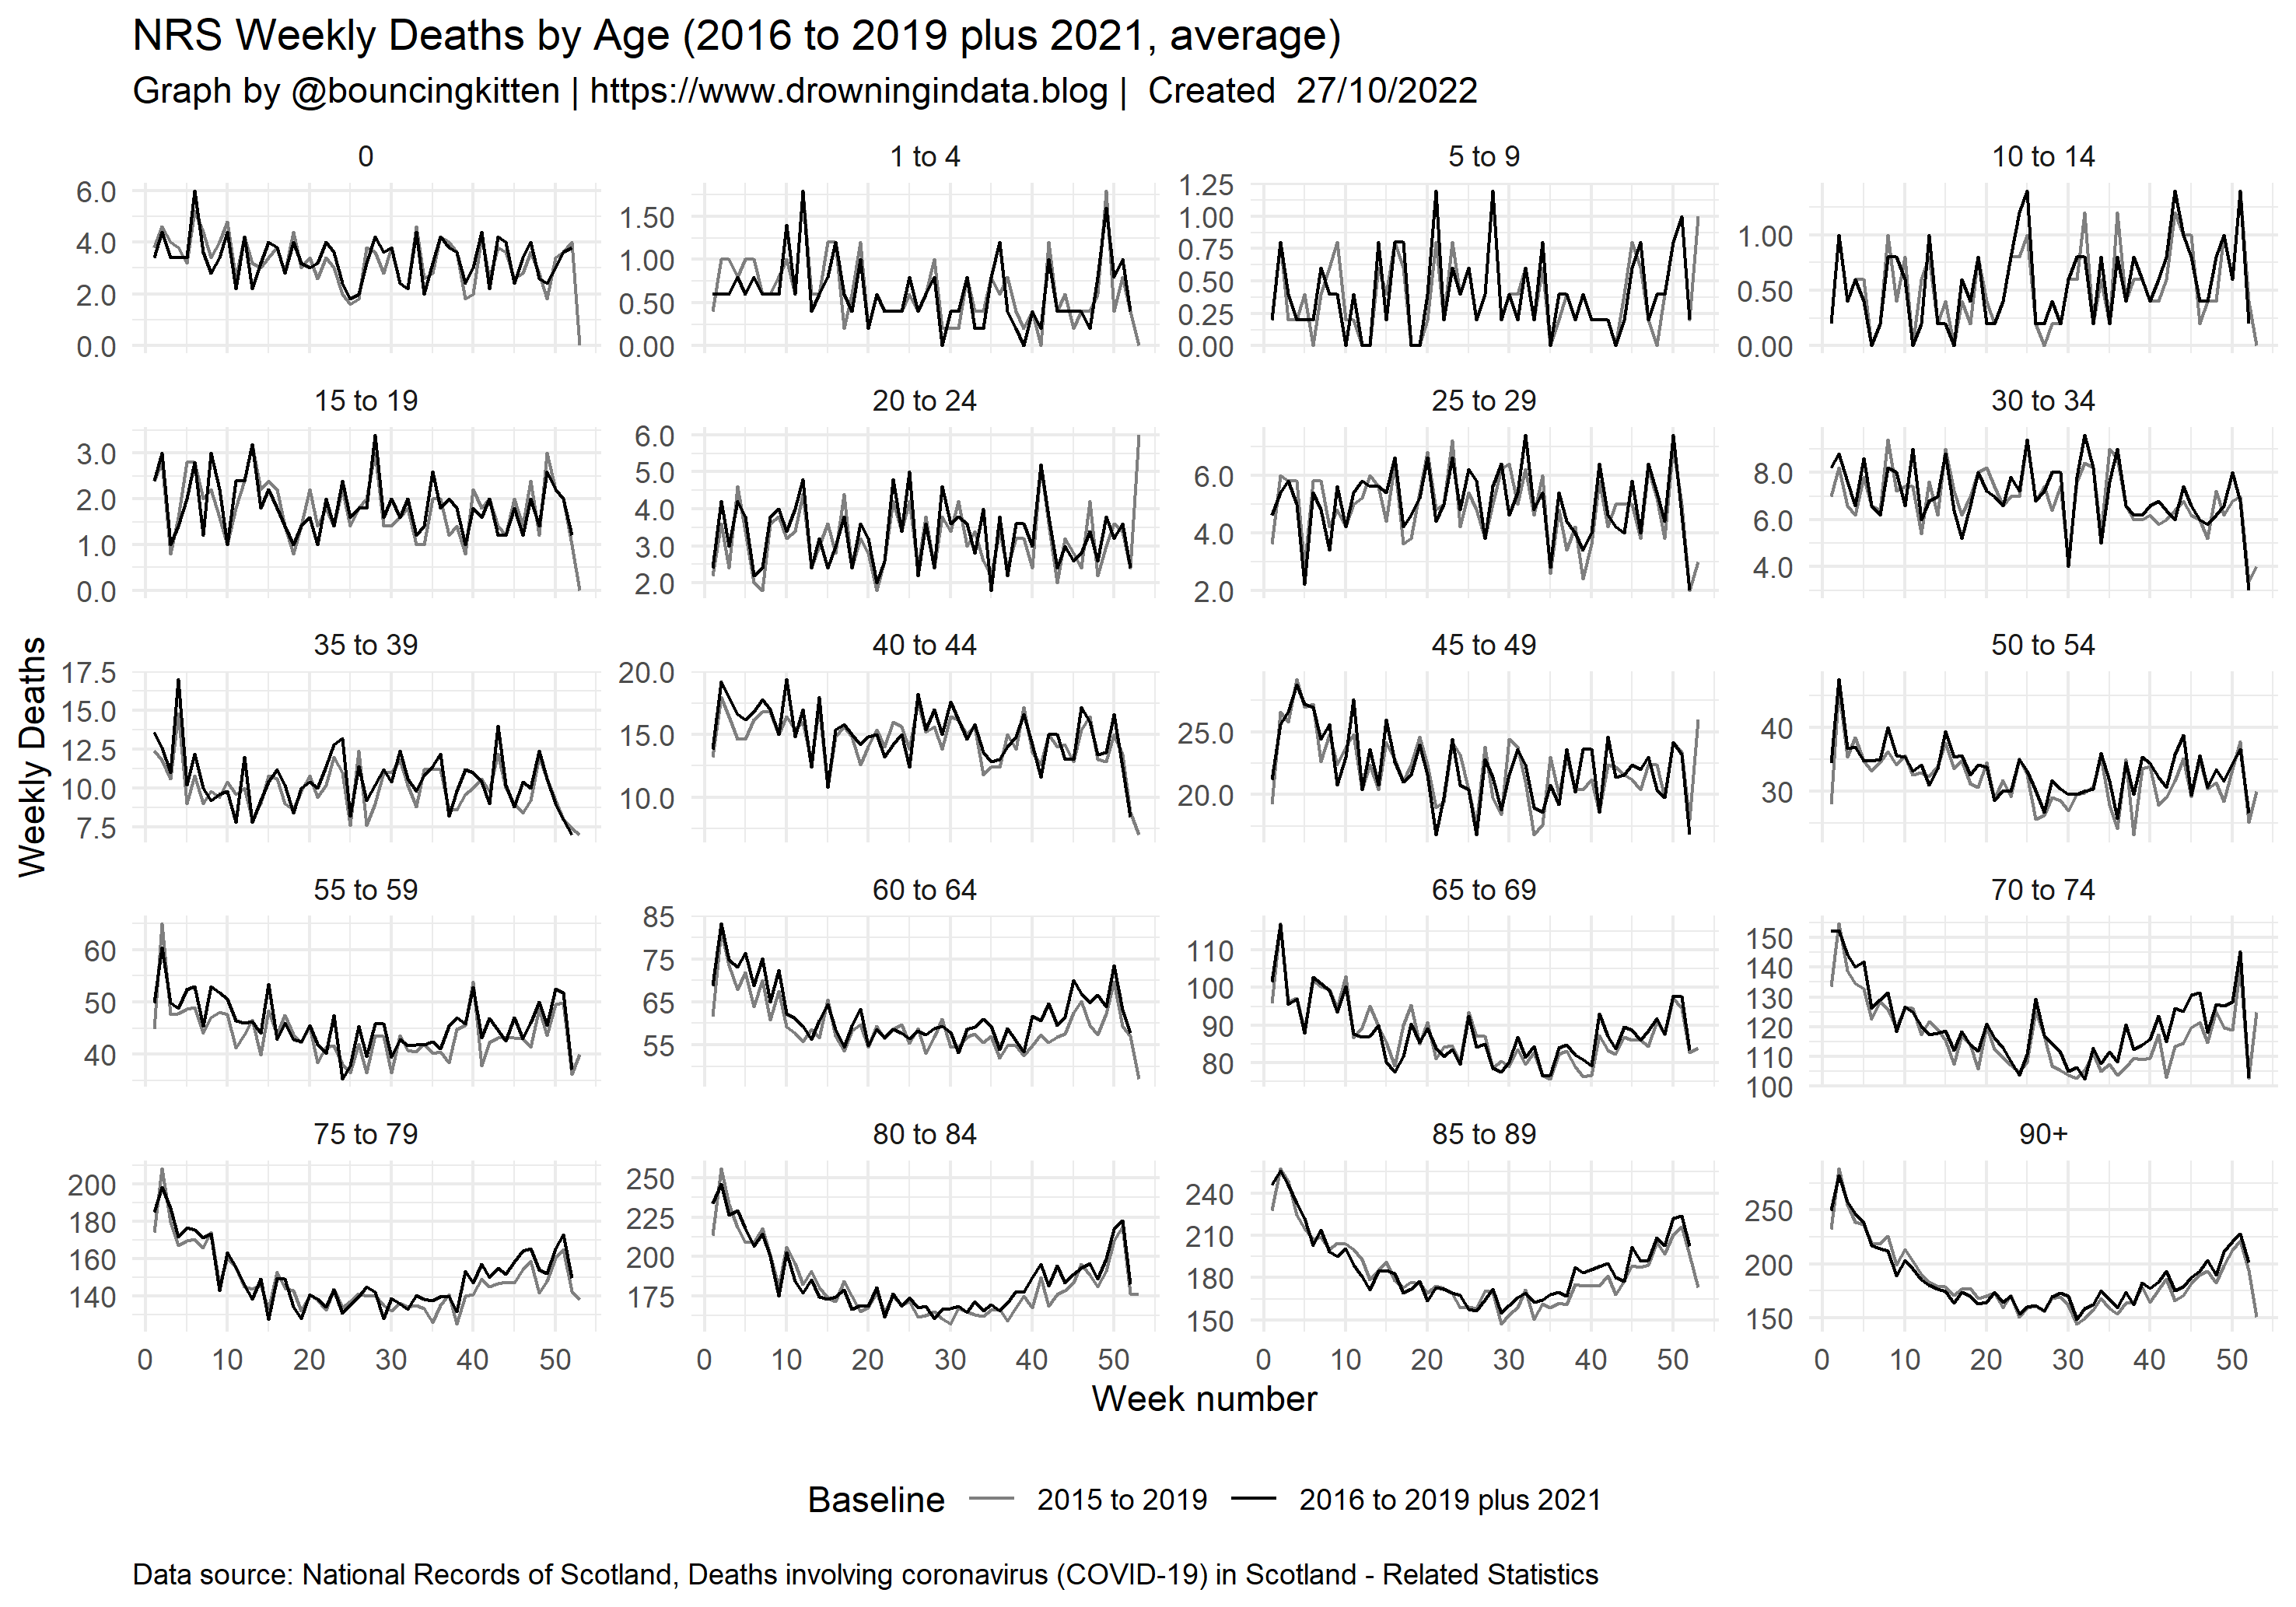 NRS Weekly Deaths by Age (2016 to 2019 plus 2021, average)
Graph by @bouncingkitten | https://www.drowningindata.blog |  Created  27/10/2022
0
6.0
4.0
2.0
0.0
1 to 4
1.50
1.00
0.50
0.00
5 to 9
1.25
1.00
0.75
0.50
0.25
0.00
10 to 14
1.00
0.50
0.00
15 to 19
3.0
2.0
1.0
0.0
20 to 24
6.0
5.0
4.0
3.0
2.0
25 to 29
6.0
4.0
2.0
30 to 34
8.0
6.0
4.0
Weekly Deaths
35 to 39
17.5
15.0
12.5
10.0
7.5
40 to 44
20.0
15.0
10.0
45 to 49
25.0
20.0
50 to 54
40
30
55 to 59
60
50
40
60 to 64
85
75
65
55
65 to 69
110
100
90
80
70 to 74
150
140
130
120
110
100
75 to 79
200
180
160
140
80 to 84
250
225
200
175
85 to 89
240
210
180
150
90+
250
200
150
0 10 20 30 40 50
0 10 20 30 40 50
0 10 20 30 40 50
0 10 20 30 40 50
Week number
Baseline 2015 to 2019 2016 to 2019 plus 2021
Data source: National Records of Scotland, Deaths involving coronavirus (COVID-19) in Scotland - Related Statistics